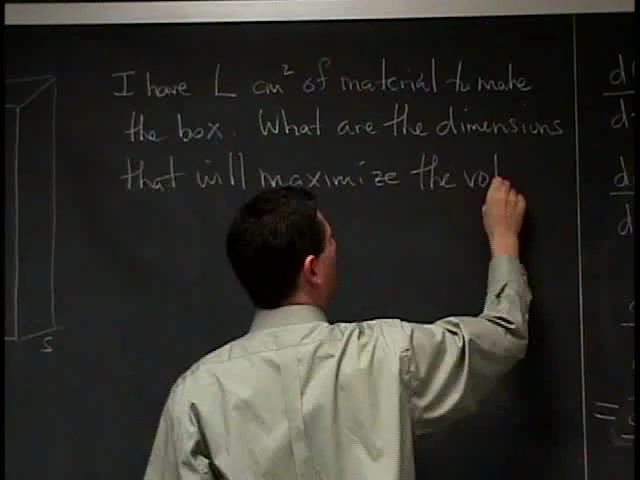 I have L cm² of material to make
the box. What are the dimensions
that will maximize the vol
s
d
d
d
d
=